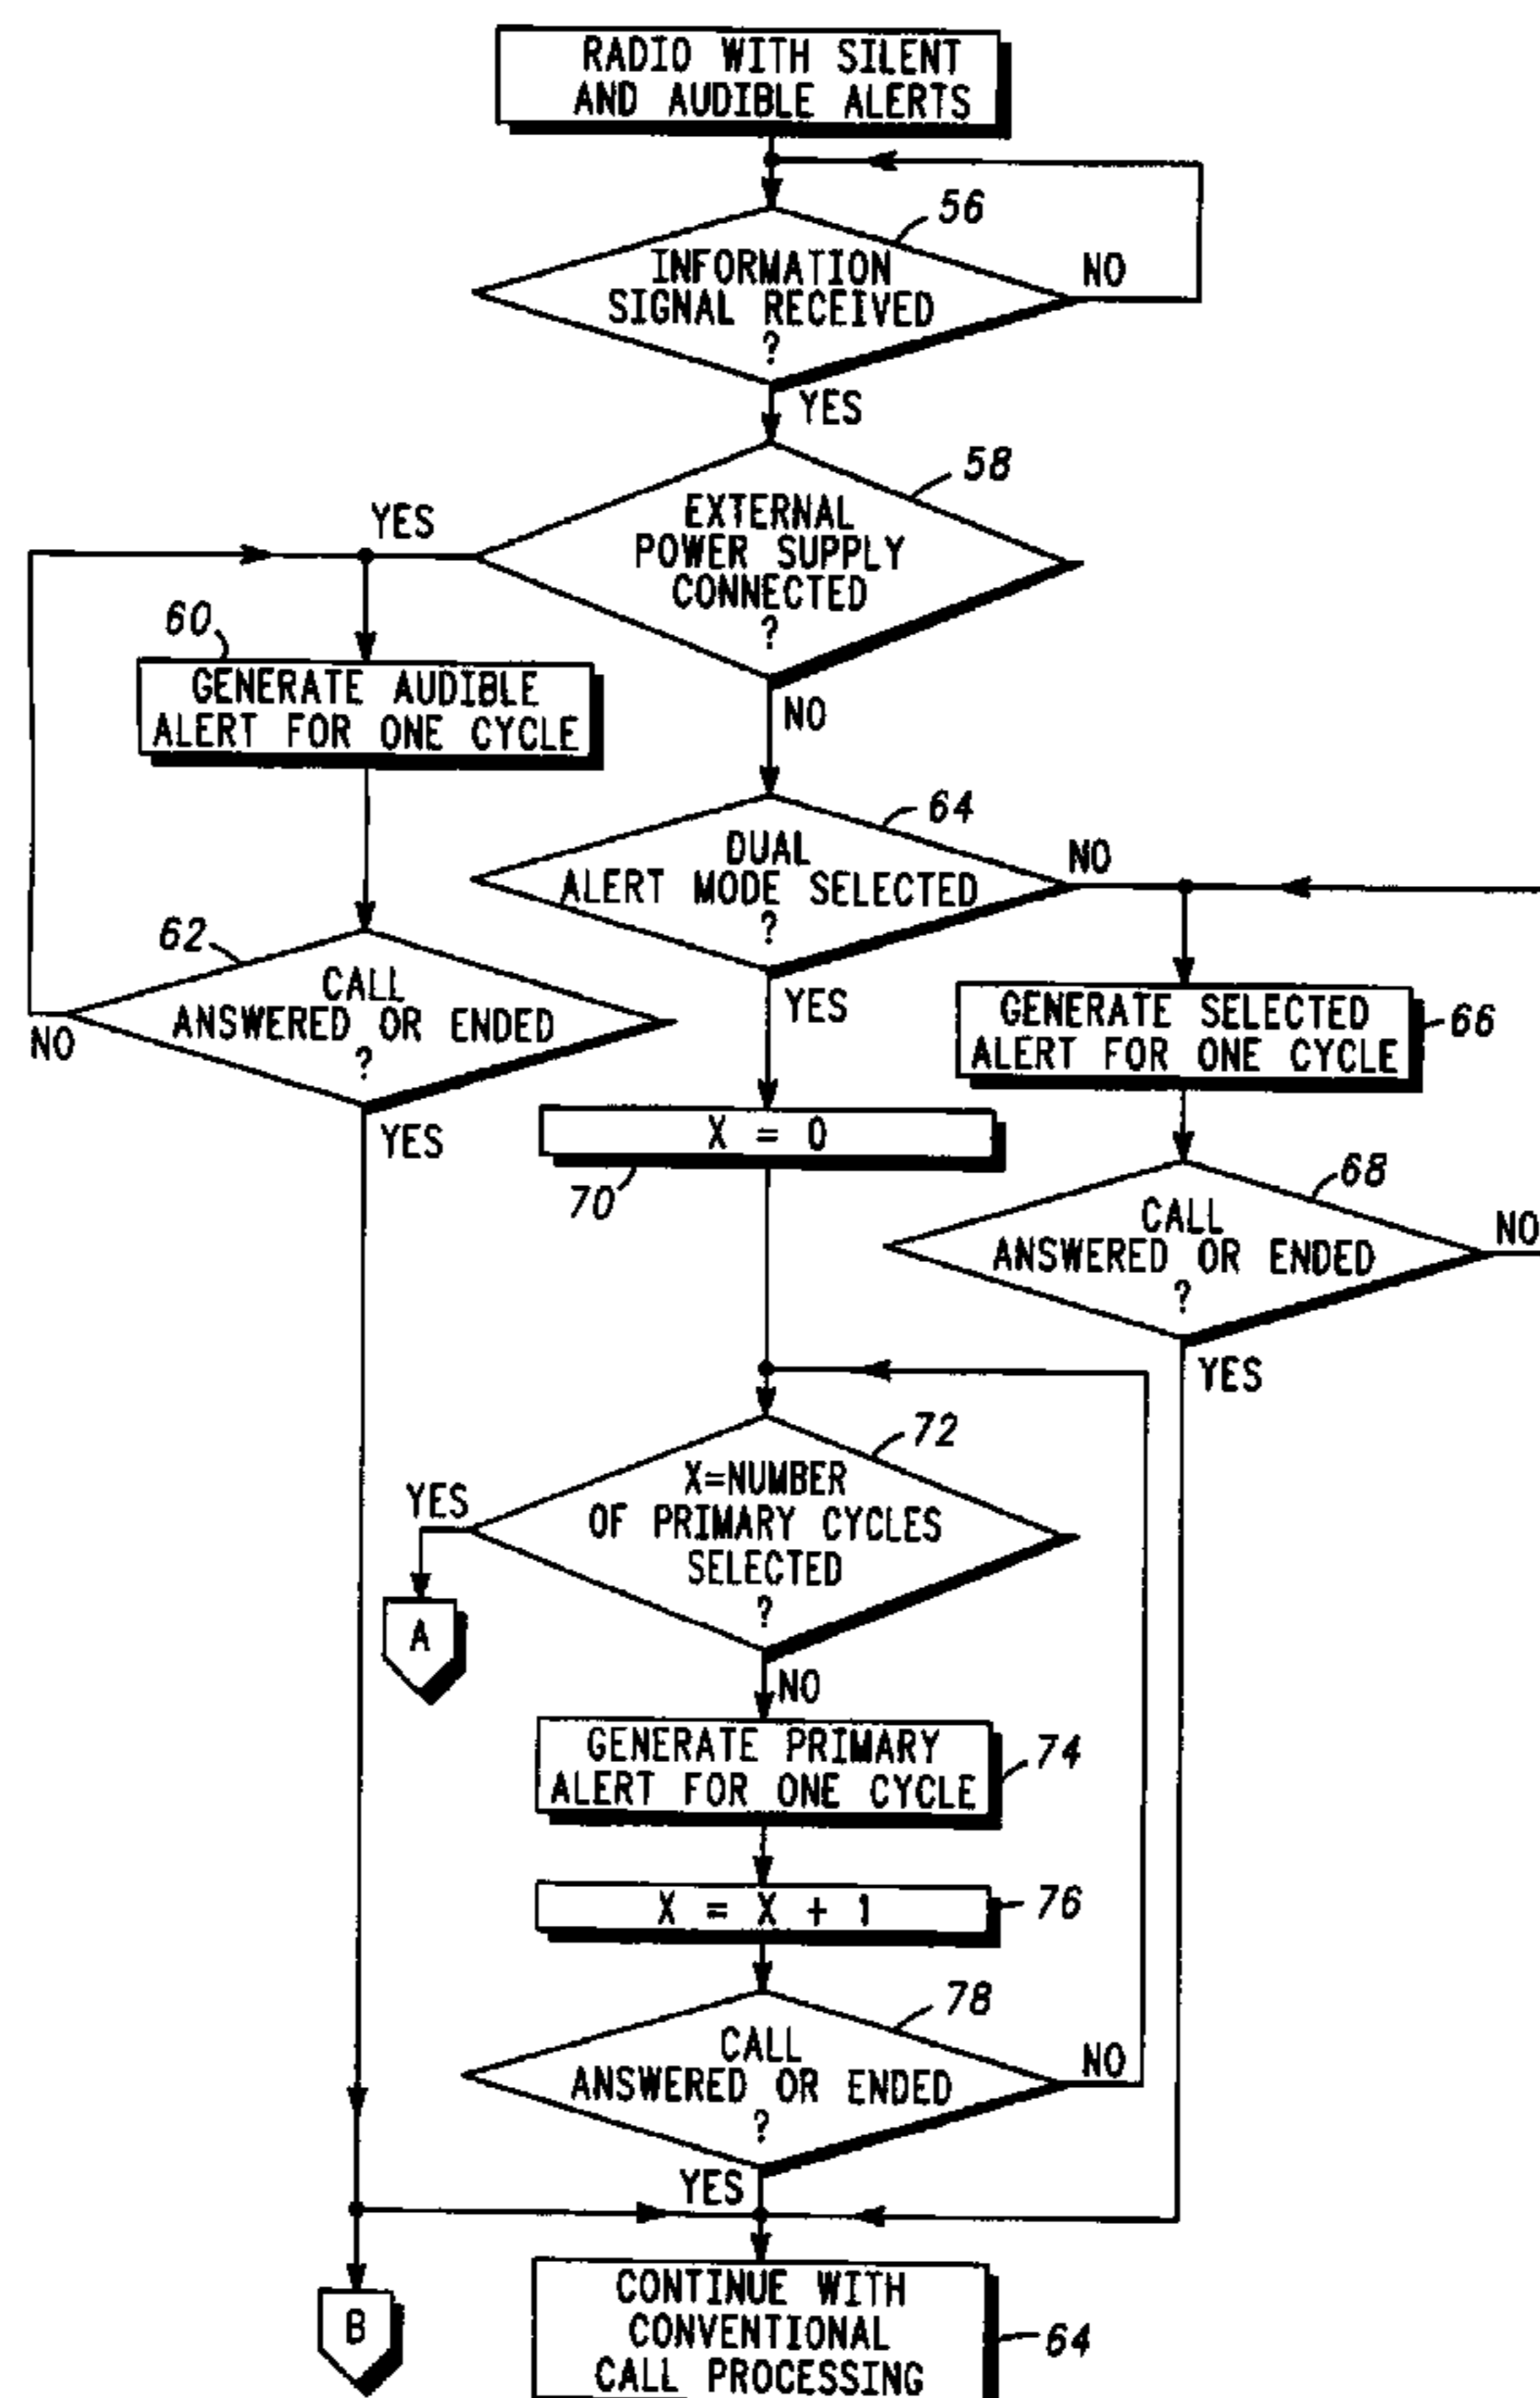 RADIO WITH SILENT
AND AUDIBLE ALERTS
56
INFORMATION
SIGNAL RECEIVED
?
NO
YES
58
EXTERNAL
POWER SUPPLY
CONNECTED
?
YES
NO
60
GENERATE AUDIBLE
ALERT FOR ONE CYCLE
64
DUAL
ALERT MODE SELECTED
?
NO
YES
62
CALL
ANSWERED OR ENDED
?
NO
YES
GENERATE SELECTED
ALERT FOR ONE CYCLE
66
X = 0
70
68
CALL
ANSWERED OR ENDED
?
NO
YES
72
X=NUMBER
OF PRIMARY CYCLES
SELECTED
?
YES
A
NO
GENERATE PRIMARY
ALERT FOR ONE CYCLE
74
X = X + 1
76
78
CALL
ANSWERED OR ENDED
?
NO
YES
B
CONTINUE WITH
CONVENTIONAL
CALL PROCESSING
64